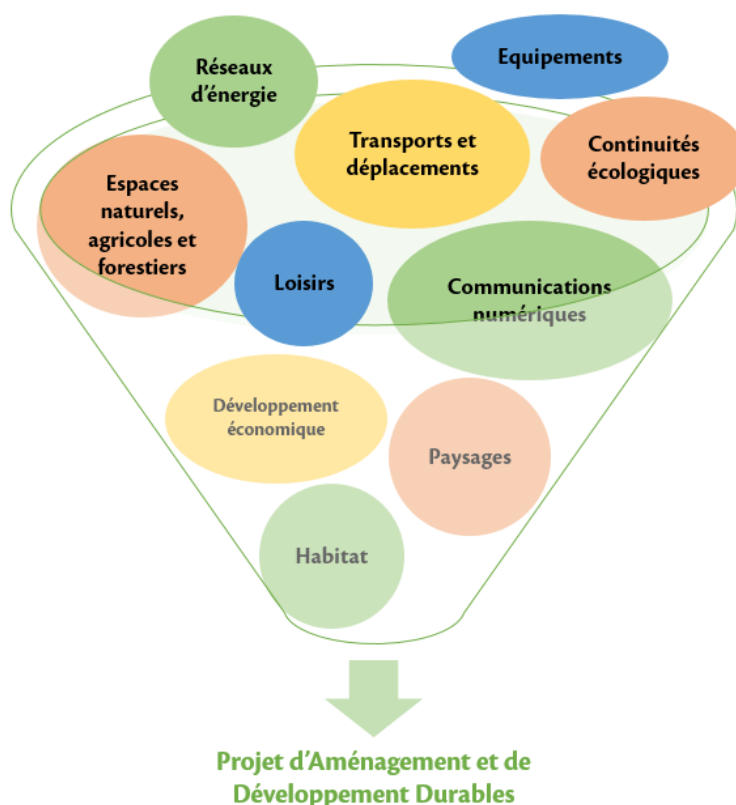 Réseaux
d'énergie
Equipements
Transports et
déplacements
Continuités
écologiques
Espaces
naturels,
agricoles et
forestiers
Loisirs
Communications
numériques
Développement
économique
Paysages
Habitat
Projet d'Aménagement et de
Développement Durables